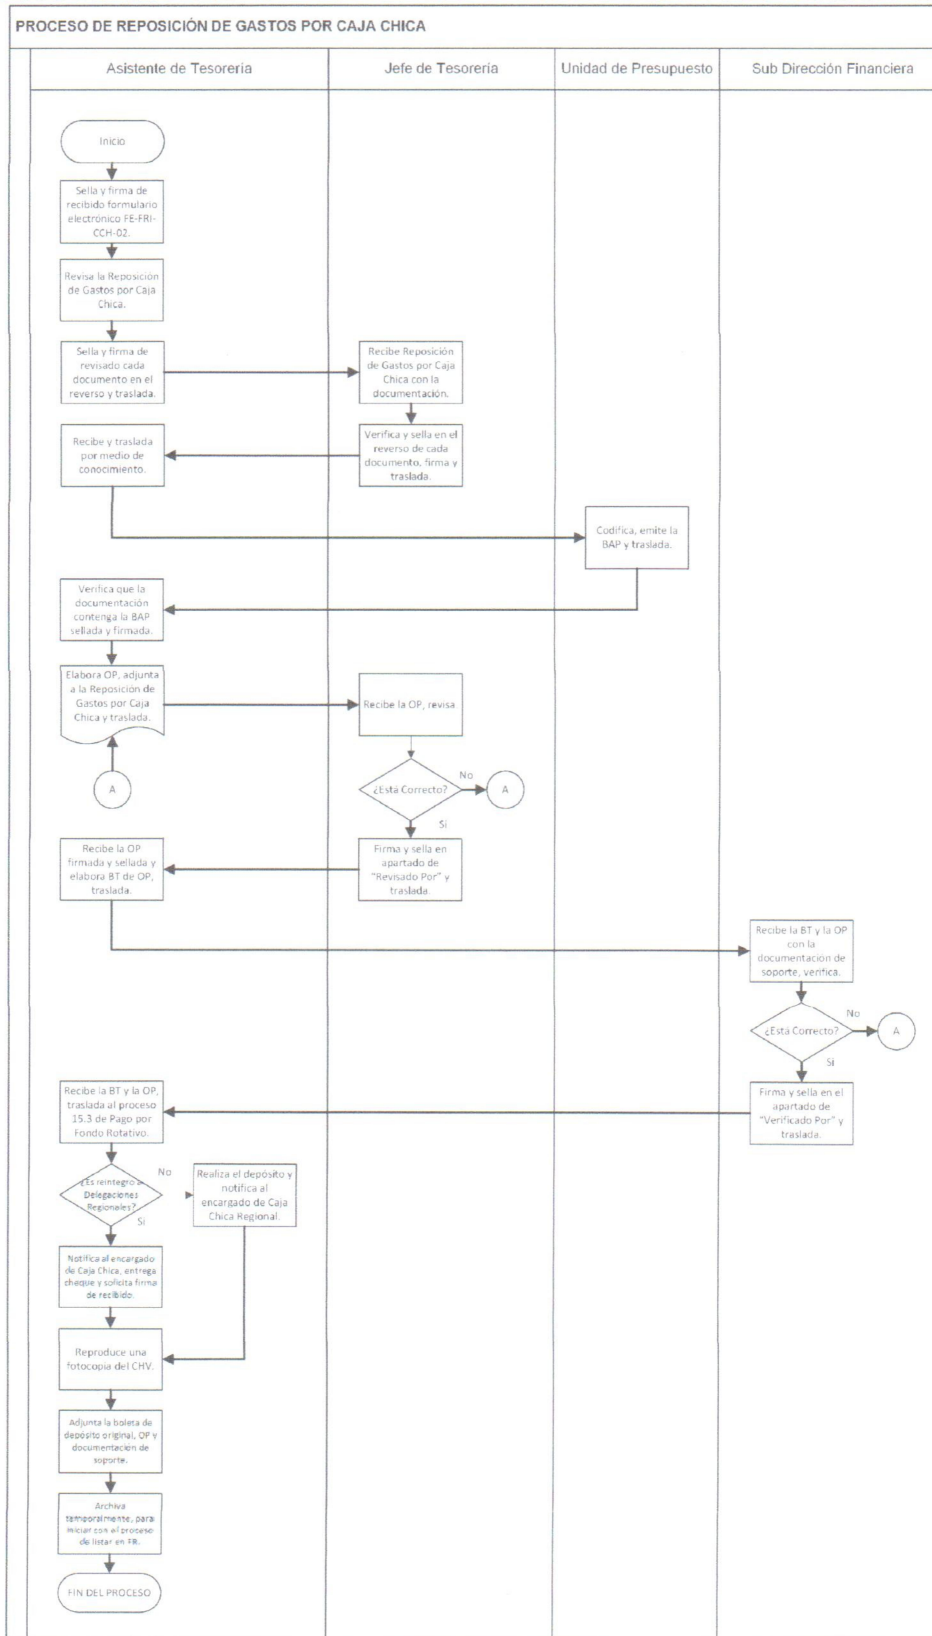 PROCESO DE REPOSICIÓN DE GASTOS POR CAJA CHICA
Asistente de Tesorería
Jefe de Tesorería
Unidad de Presupuesto
Sub Dirección Financiera
Inicio
Sella y firma de
recibido formulario
electrónico FE-FRI-
CCH-02.
Revisa la Reposición
de Gastos por Caja
Chica.
Sella y firma de
revisado cada
documento en el
reverso y traslada.
Recibe Reposición
de Gastos por Caja
Chica con la
documentación.
Verifica y sella en el
reverso de cada
documento, firma y
traslada.
Recibe y traslada
por medio de
conocimiento.
Codifica, emite la
BAP y traslada.
Verifica que la
documentación
contenga la BAP
sellada y firmada.
Elabora OP, adjunta
a la Reposición de
Gastos por Caja
Chica y traslada.
Recibe la OP, revisa.
A
¿Está Correcto?
No
A
Si
Firma y sella en
apartado de
"Revisado Por" y
traslada.
Recibe la OP
firmada y sellada y
elabora BT de OP,
traslada.
Recibe la BT y la OP
con la
documentación de
soporte, verifica.
¿Está Correcto?
No
A
Si
Firma y sella en el
apartado de
"Verificado Por" y
traslada.
Recibe la BT y la OP,
traslada al proceso
15.3 de Pago por
Fondo Rotativo.
¿Es reintegro a
Delegaciones
Regionales?
No
Si
Realiza el depósito y
notifica al
encargado de Caja
Chica Regional.
Notifica al encargado
de Caja Chica, entrega
cheque y solicita firma
de recibido.
Reproduce una
fotocopia del CHV.
Adjunta la boleta de
depósito original, OP y
documentación de
soporte.
Archiva
temporalmente, para
iniciar con el proceso
de listar en FR.
FIN DEL PROCESO